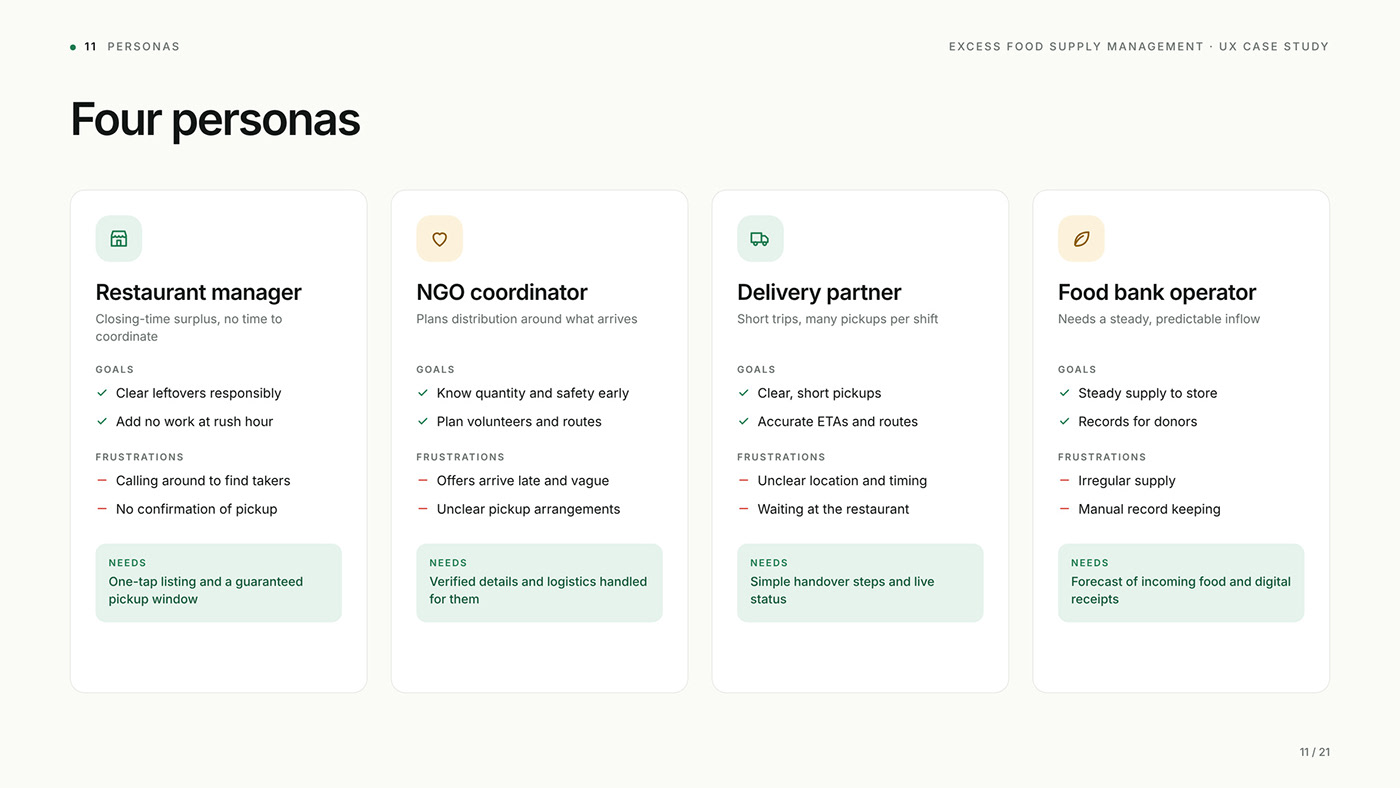 11 PERSONAS
EXCESS FOOD SUPPLY MANAGEMENT · UX CASE STUDY
Four personas
Restaurant manager
Closing-time surplus, no time to
coordinate
GOALS
Clear leftovers responsibly
Add no work at rush hour
FRUSTRATIONS
Calling around to find takers
No confirmation of pickup
NEEDS
One-tap listing and a guaranteed
pickup window
NGO coordinator
Plans distribution around what arrives
GOALS
Know quantity and safety early
Plan volunteers and routes
FRUSTRATIONS
Offers arrive late and vague
Unclear pickup arrangements
NEEDS
Verified details and logistics handled
for them
Delivery partner
Short trips, many pickups per shift
GOALS
Clear, short pickups
Accurate ETAs and routes
FRUSTRATIONS
Unclear location and timing
Waiting at the restaurant
NEEDS
Simple handover steps and live
status
Food bank operator
Needs a steady, predictable inflow
GOALS
Steady supply to store
Records for donors
FRUSTRATIONS
Irregular supply
Manual record keeping
NEEDS
Forecast of incoming food and digital
receipts
11 / 21